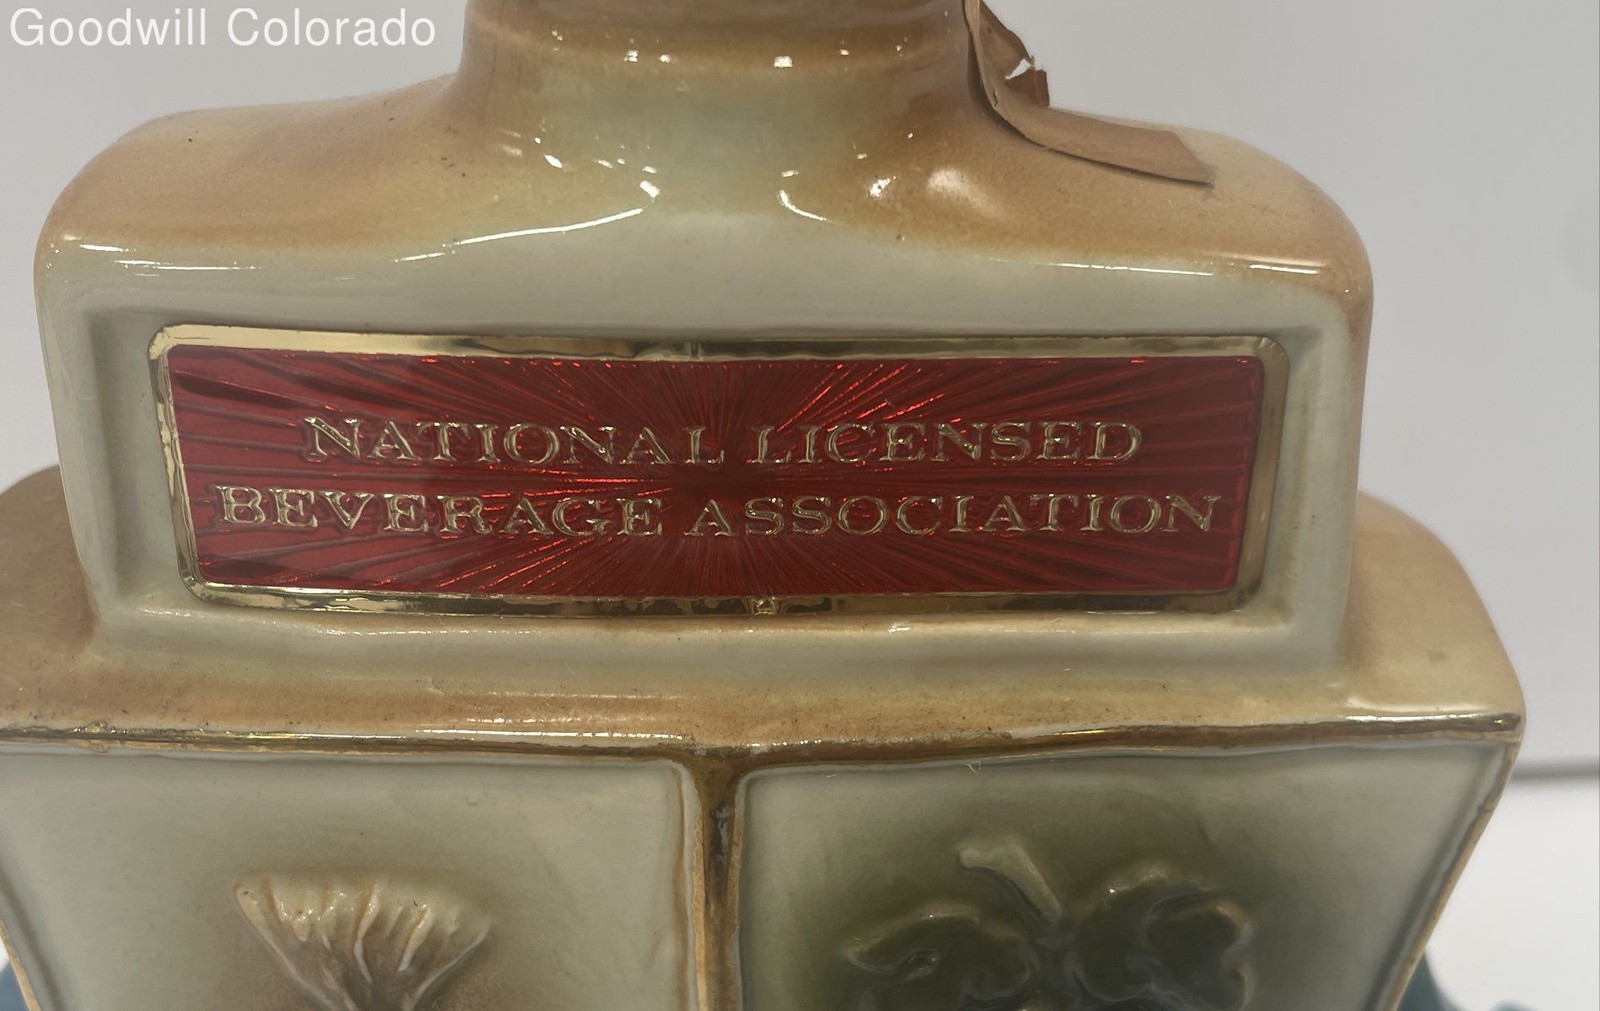 Goodwill Colorado
NATIONAL LICENSED
BEVERAGE ASSOCIATION